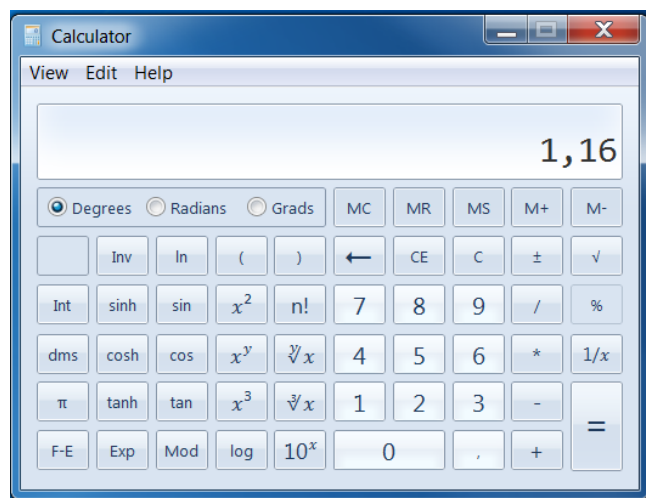 Calculator
View Edit Help
1,16
Degrees Radians Grads MC MR MS M+ M-
Inv ln ( ) ← CE C ± √
Int sinh sin x² n! 7 8 9 / %
dms cosh cos xʸ ʸ√x 4 5 6 * 1/x
π tanh tan x³ ³√x 1 2 3 - =
F-E Exp Mod log 10ˣ 0 , +